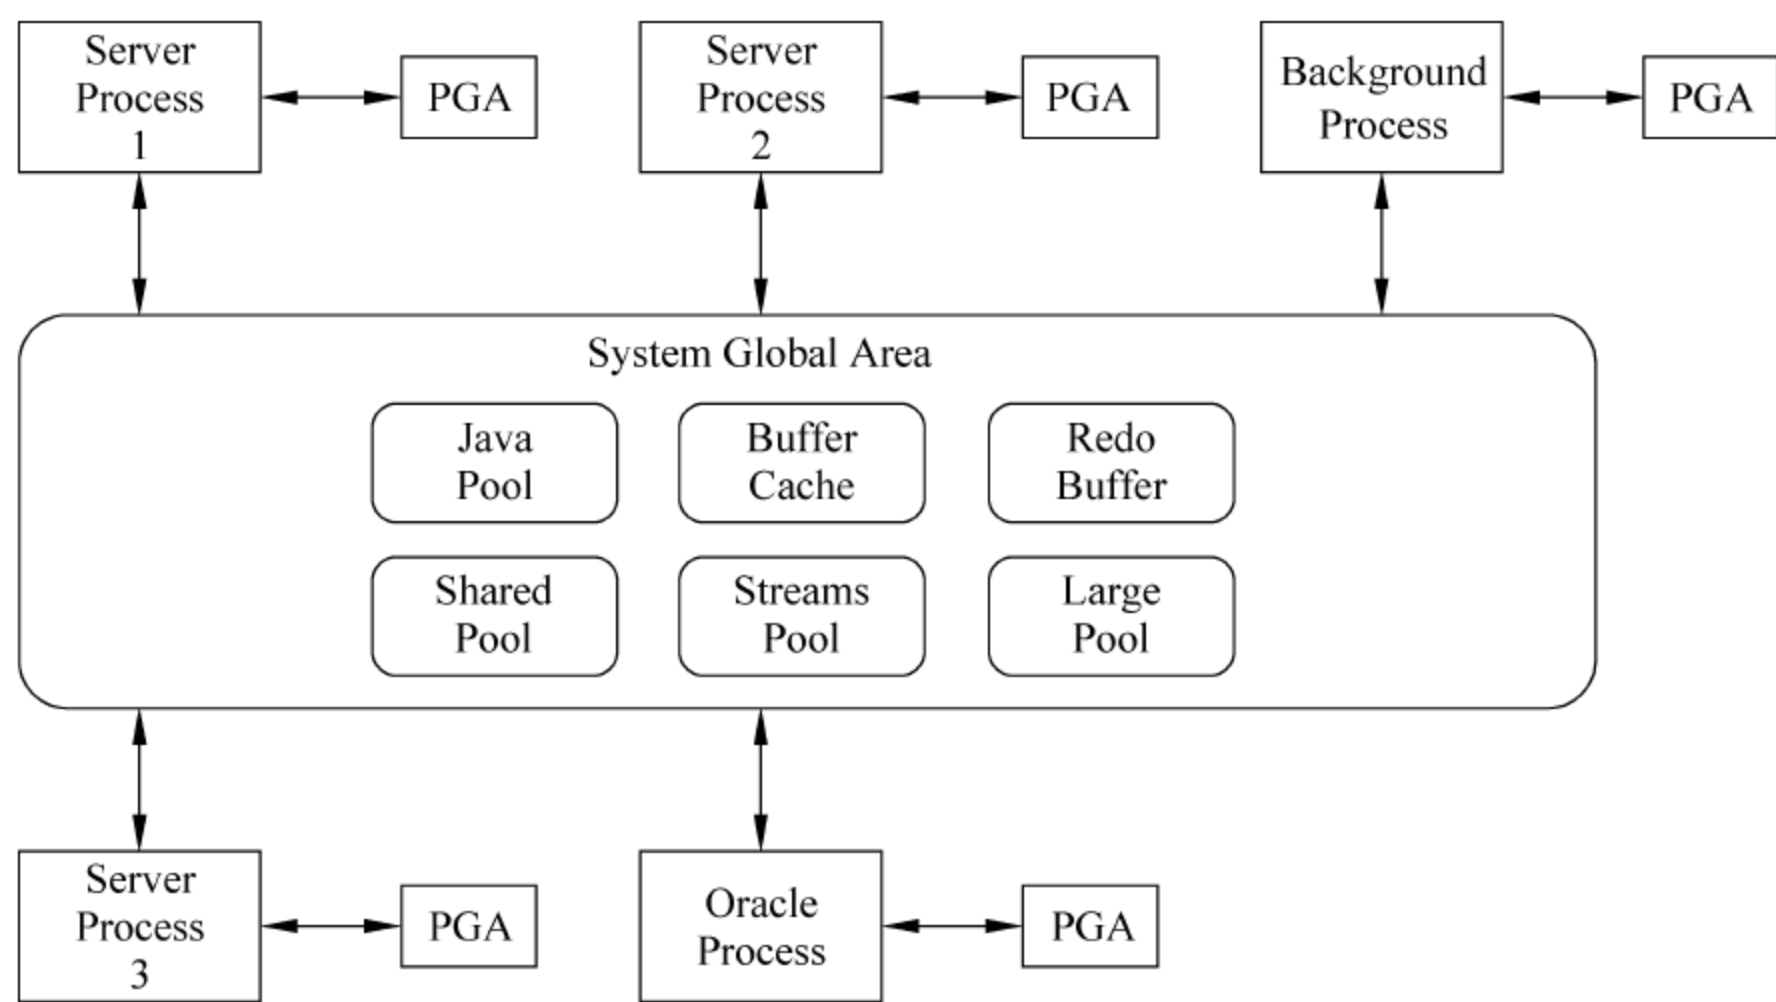 Server
Process
1
PGA
Server
Process
2
PGA
Background
Process
PGA
System Global Area
Java
Pool
Buffer
Cache
Redo
Buffer
Shared
Pool
Streams
Pool
Large
Pool
Server
Process
3
PGA
Oracle
Process
PGA